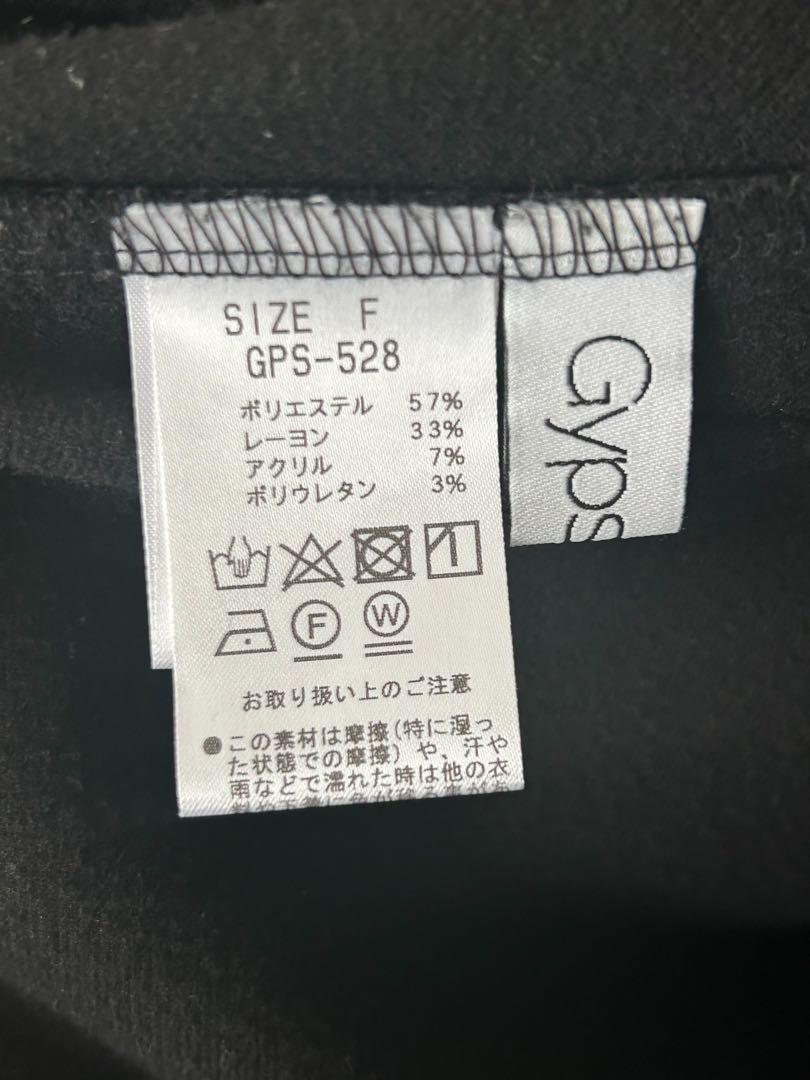 SIZE F
GPS-528
ポリエステル 57%
レーヨン 33%
アクリル 7%
ポリウレタン 3%
F
W
お取り扱い上のご注意
●この素材は摩擦(特に湿っ
た状態での摩擦)や、汗や
雨などで濡れた時は他の衣
Gyps